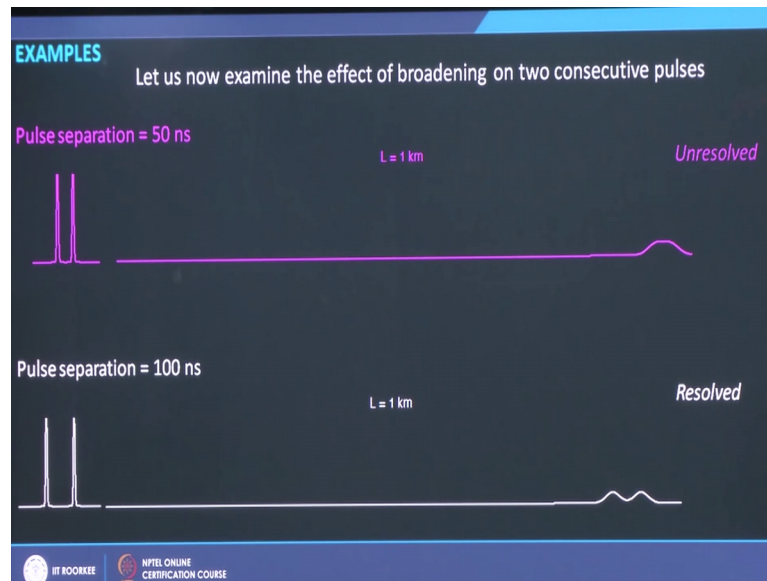 EXAMPLES
Let us now examine the effect of broadening on two consecutive pulses
Pulse separation = 50 ns
L = 1 km
Unresolved
Pulse separation = 100 ns
L = 1 km
Resolved
IIT ROORKEE
NPTEL ONLINE
CERTIFICATION COURSE